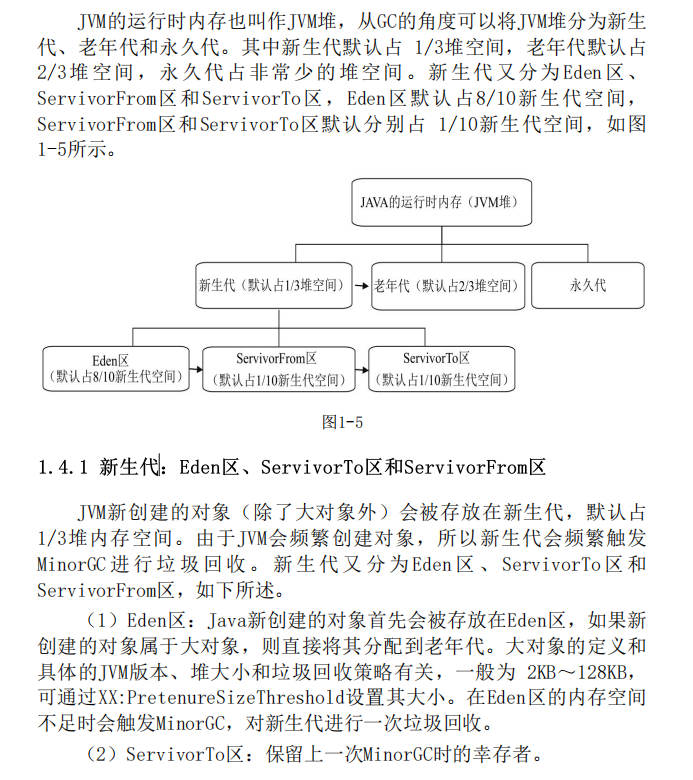 JVM的运行时内存也叫作JVM堆，从GC的角度可以将JVM堆分为新生
代、老年代和永久代。其中新生代默认占 1/3堆空间，老年代默认占
2/3堆空间，永久代占非常少的堆空间。新生代又分为Eden区、
ServivorFrom区和ServivorTo区，Eden区默认占8/10新生代空间，
ServivorFrom区和ServivorTo区默认分别占 1/10新生代空间，如图
1-5所示。
JAVA的运行时内存（JVM堆）
新生代（默认占1/3堆空间）
老年代（默认占2/3堆空间）
永久代
Eden区
（默认占8/10新生代空间）
ServivorFrom区
（默认占1/10新生代空间）
ServivorTo区
（默认占1/10新生代空间）
图1-5
1.4.1 新生代：Eden区、ServivorTo区和ServivorFrom区
JVM新创建的对象（除了大对象外）会被存放在新生代，默认占
1/3堆内存空间。由于JVM会频繁创建对象，所以新生代会频繁触发
MinorGC进行垃圾回收。新生代又分为Eden区、ServivorTo区和
ServivorFrom区，如下所述。
（1）Eden区：Java新创建的对象首先会被存放在Eden区，如果新
创建的对象属于大对象，则直接将其分配到老年代。大对象的定义和
具体的JVM版本、堆大小和垃圾回收策略有关，一般为 2KB～128KB，
可通过XX:PretenureSizeThreshold设置其大小。在Eden区的内存空间
不足时会触发MinorGC，对新生代进行一次垃圾回收。
（2）ServivorTo区：保留上一次MinorGC时的幸存者。